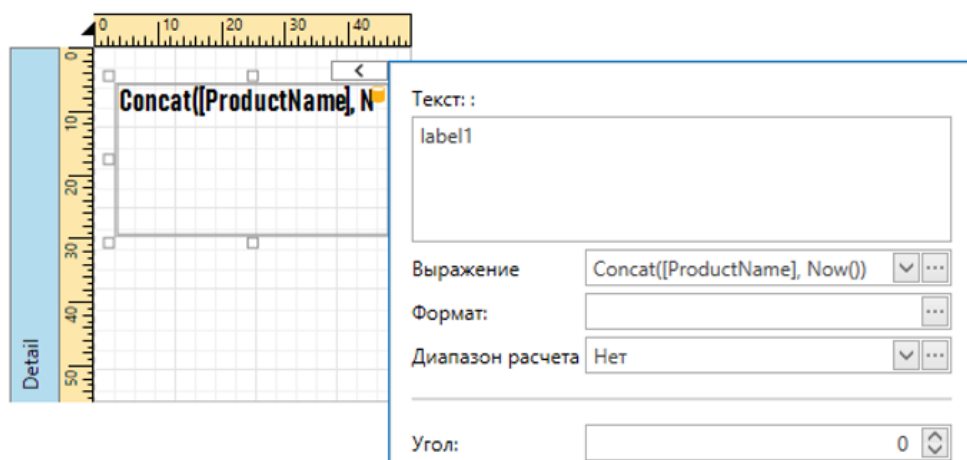 0 10 20 30 40
0
10
20
30
40
50
Detail
Concat([ProductName], N
Текст: :
label1
Выражение Concat([ProductName], Now())
Формат:
Диапазон расчета Нет
Угол: 0